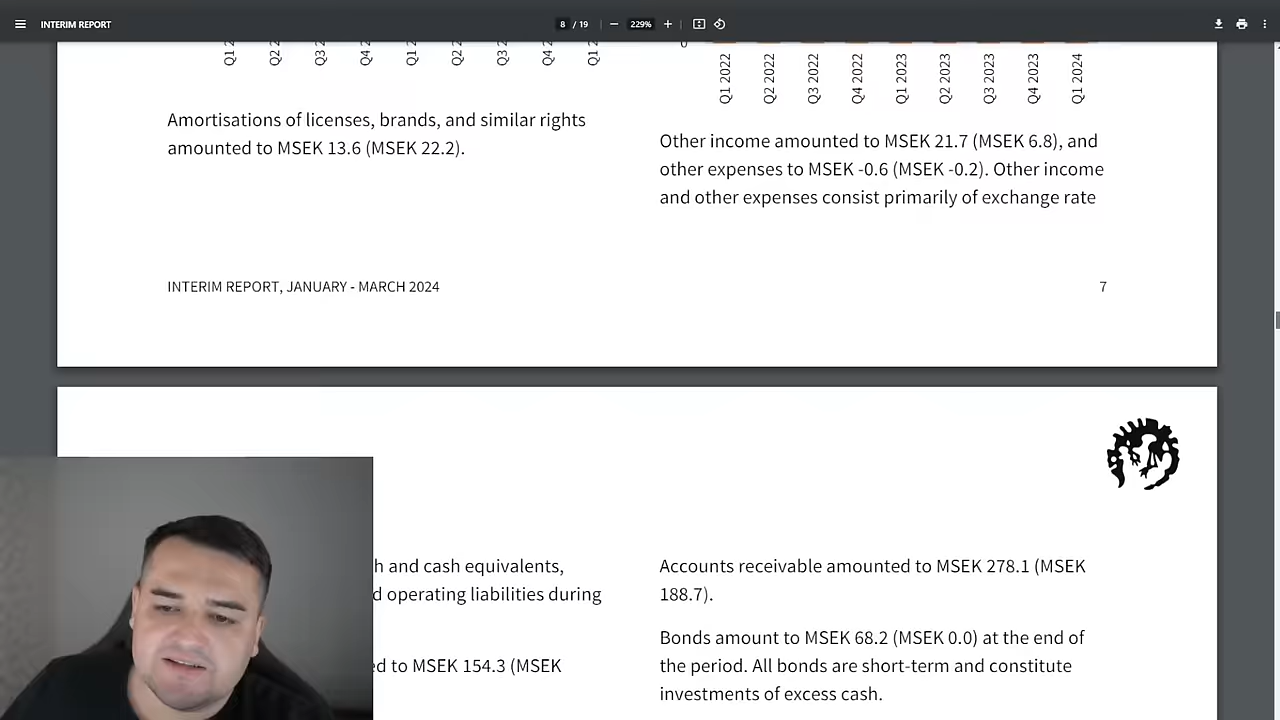 INTERIM REPORT
8 / 19
229%
0
Q3 2
Q1 2022
Q2 2022
Q3 2022
Q4 2022
Q1 2023
Q2 2023
Q3 2023
Q4 2023
Q1 2024
Amortisations of licenses, brands, and similar rights
amounted to MSEK 13.6 (MSEK 22.2).
Other income amounted to MSEK 21.7 (MSEK 6.8), and
other expenses to MSEK -0.6 (MSEK -0.2). Other income
and other expenses consist primarily of exchange rate
INTERIM REPORT, JANUARY - MARCH 2024
7
h and cash equivalents,
d operating liabilities during
ed to MSEK 154.3 (MSEK
Accounts receivable amounted to MSEK 278.1 (MSEK
188.7).
Bonds amount to MSEK 68.2 (MSEK 0.0) at the end of
the period. All bonds are short-term and constitute
investments of excess cash.